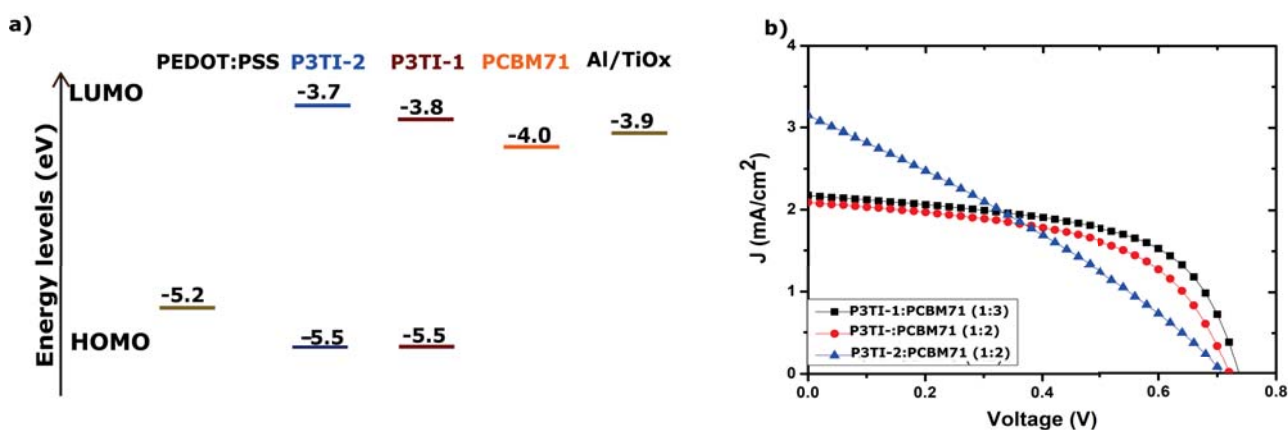 a)
PEDOT:PSS P3TI-2 P3TI-1 PCBM71 Al/TiOx
LUMO
-3.7
-3.8
-4.0
-3.9
Energy levels (eV)
-5.2
HOMO
-5.5
-5.5
b)
4
3
2
1
0
J (mA/cm2)
P3TI-1:PCBM71 (1:3)
P3TI-:PCBM71 (1:2)
P3TI-2:PCBM71 (1:2)
0.0 0.2 0.4 0.6 0.8
Voltage (V)